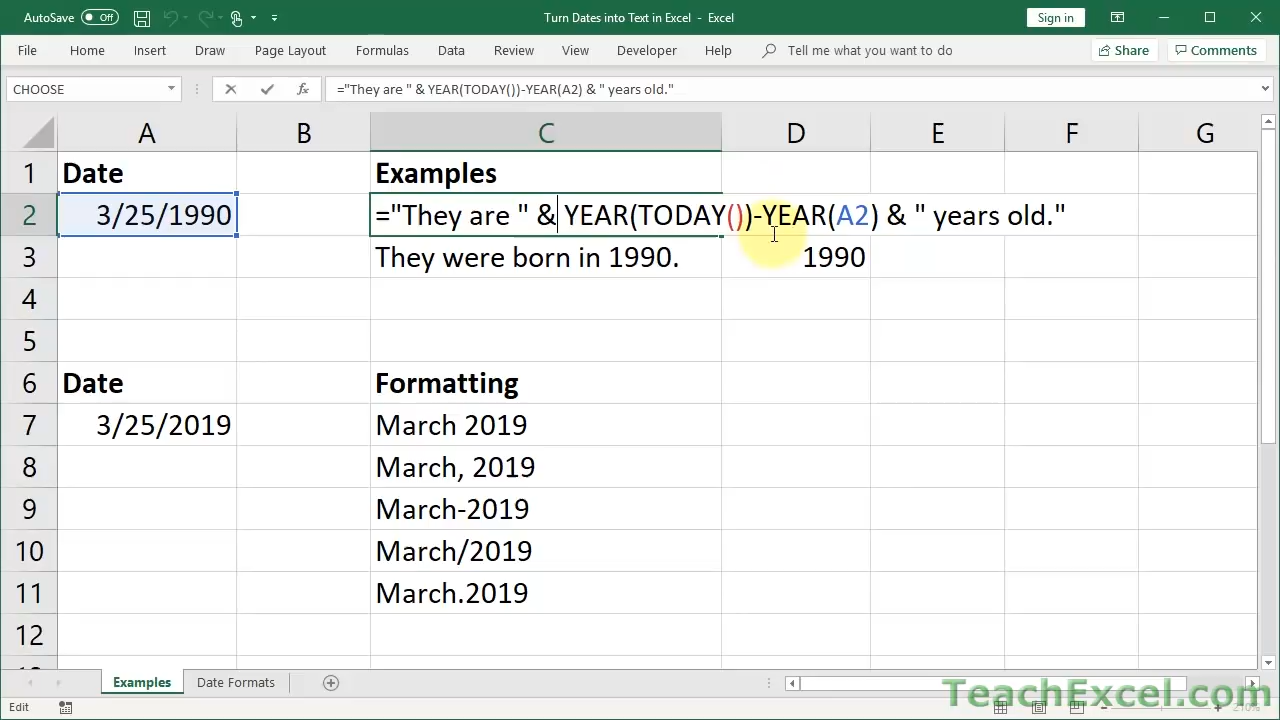 AutoSave Off Turn Dates into Text in Excel - Excel Sign in
File Home Insert Draw Page Layout Formulas Data Review View Developer Help Tell me what you want to do Share Comments
CHOOSE fx ="They are " & YEAR(TODAY())-YEAR(A2) & " years old."
A B C D E F G
1 Date Examples
2 3/25/1990 ="They are " & YEAR(TODAY())-YEAR(A2) & " years old."
3 They were born in 1990. 1990
4
5
6 Date Formatting
7 3/25/2019 March 2019
8 March, 2019
9 March-2019
10 March/2019
11 March.2019
12
Examples Date Formats
TeachExcel.com
Edit 210%